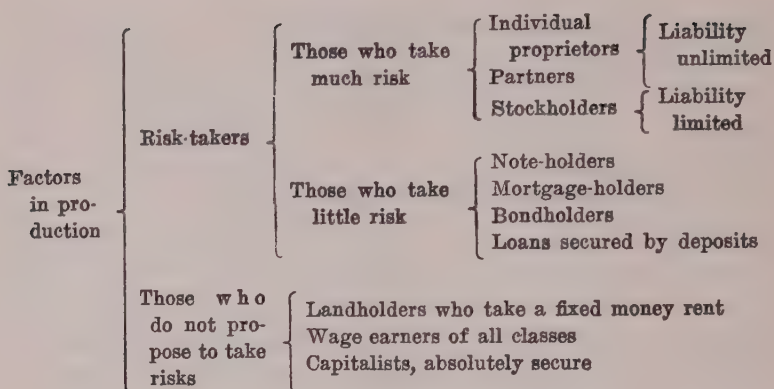 Factors
in pro-
duction
Risk-takers
Those who take
much risk
Individual
proprietors
Partners
Liability
unlimited
Stockholders
Liability
limited
Those who take
little risk
Note-holders
Mortgage-holders
Bondholders
Loans secured by deposits
Those who
do not pro-
pose to take
risks
Landholders who take a fixed money rent
Wage earners of all classes
Capitalists, absolutely secure